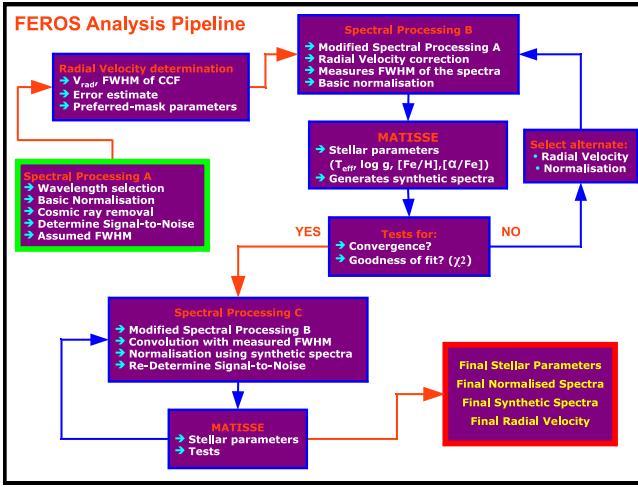 FEROS Analysis Pipeline
Radial Velocity determination
V_rad, FWHM of CCF
Error estimate
Preferred-mask parameters
Spectral Processing A
Wavelength selection
Basic Normalisation
Cosmic ray removal
Determine Signal-to-Noise
Assumed FWHM
Spectral Processing B
Modified Spectral Processing A
Radial Velocity correction
Measures FWHM of the spectra
Basic normalisation
MATISSE
Stellar parameters
(T_eff, log g, [Fe/H],[α/Fe])
Generates synthetic spectra
Select alternate:
• Radial Velocity
• Normalisation
YES
Tests for:
Convergence?
Goodness of fit? (χ2)
NO
Spectral Processing C
Modified Spectral Processing B
Convolution with measured FWHM
Normalisation using synthetic spectra
Re-Determine Signal-to-Noise
MATISSE
Stellar parameters
Tests
Final Stellar Parameters
Final Normalised Spectra
Final Synthetic Spectra
Final Radial Velocity